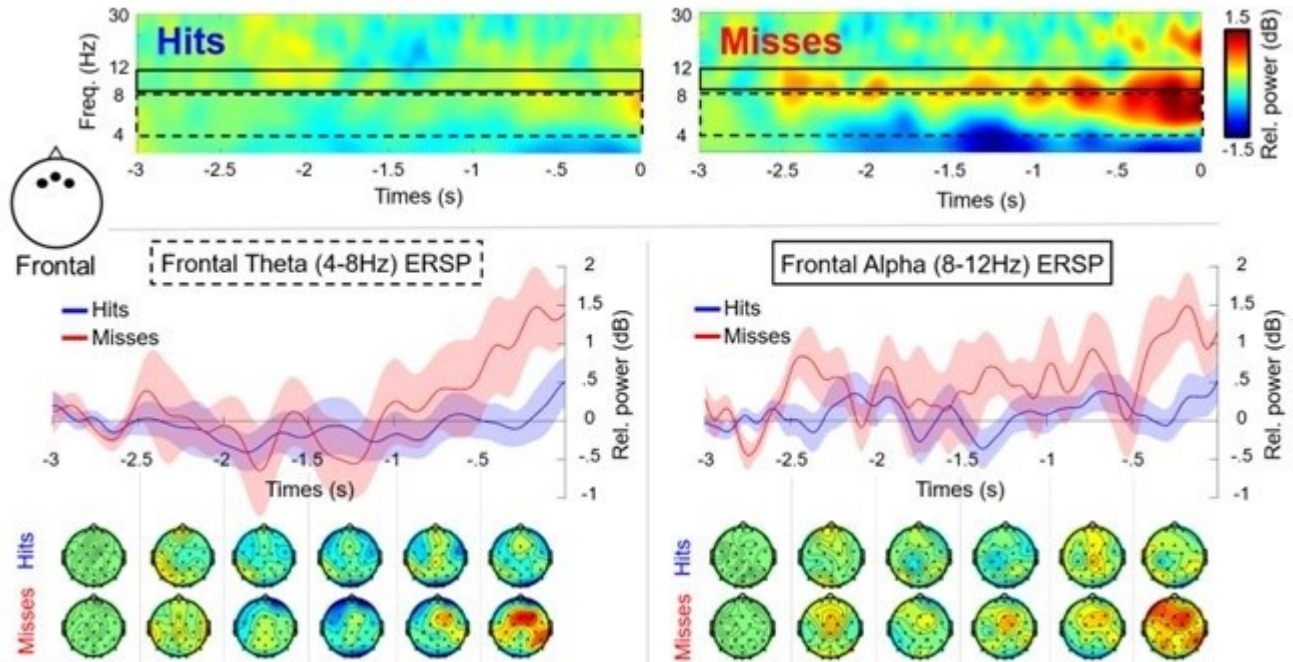 30
12
8
4
Freq. (Hz)
Hits
-3 -2.5 -2 -1.5 -1 -.5 0
Times (s)
Misses
30
12
8
4
-3 -2.5 -2 -1.5 -1 -.5 0
Times (s)
1.5
-1.5
Rel. power (dB)
Frontal
Frontal Theta (4-8Hz) ERSP
Hits
Misses
2
1.5
1
.5
0
-.5
-1
Rel. power (dB)
-3 -2.5 -2 -1.5 -1 -.5
Times (s)
Hits
Misses
Frontal Alpha (8-12Hz) ERSP
Hits
Misses
2
1.5
1
.5
0
-.5
-1
Rel. power (dB)
-3 -2.5 -2 -1.5 -1 -.5
Times (s)
Hits
Misses